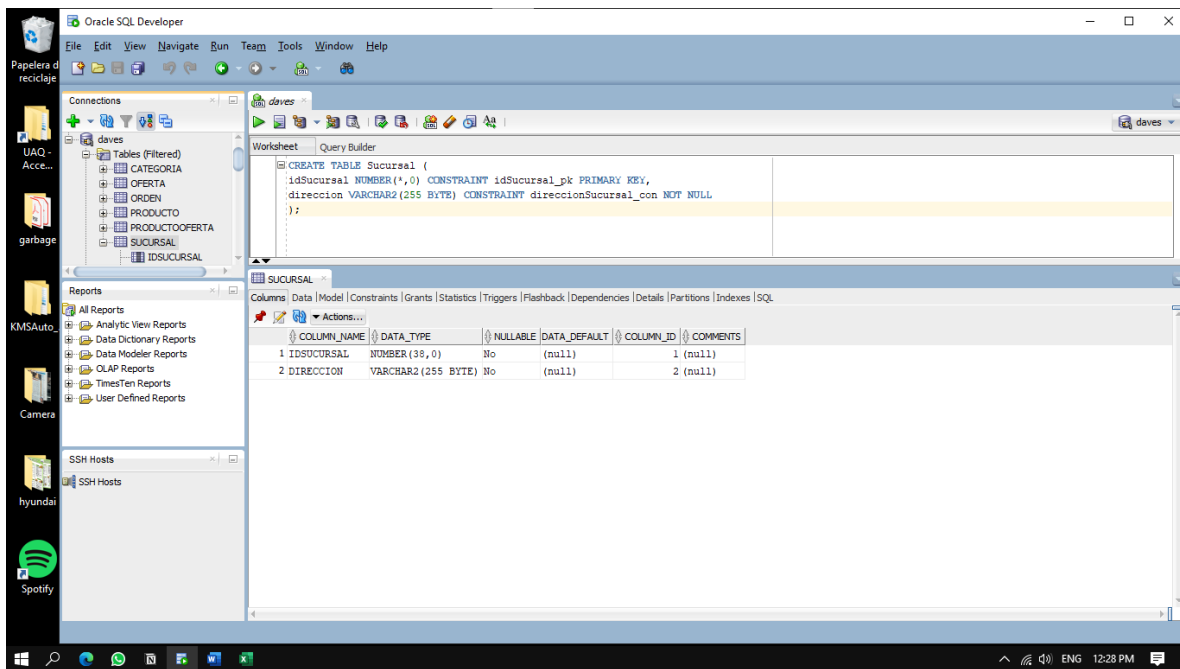 Oracle SQL Developer
File Edit View Navigate Run Team Tools Window Help
Papelera d
reciclaje
UAQ -
Acce...
garbage
KMSAuto_
Camera
hyundai
Spotify
Connections
daves
Tables (Filtered)
CATEGORIA
OFERTA
ORDEN
PRODUCTO
PRODUCTOOFERTA
SUCURSAL
IDSUCURSAL
Reports
All Reports
Analytic View Reports
Data Dictionary Reports
Data Modeler Reports
OLAP Reports
TimesTen Reports
User Defined Reports
SSH Hosts
SSH Hosts
daves
daves
Worksheet Query Builder
CREATE TABLE Sucursal (
idSucursal NUMBER(*,0) CONSTRAINT idSucursal_pk PRIMARY KEY,
direccion VARCHAR2(255 BYTE) CONSTRAINT direccionSucursal_con NOT NULL
);
SUCURSAL
Columns Data |Model |Constraints |Grants |Statistics |Triggers |Flashback |Dependencies |Details |Partitions |Indexes |SQL
Actions...
COLUMN_NAME DATA_TYPE NULLABLE DATA_DEFAULT COLUMN_ID COMMENTS
1 IDSUCURSAL NUMBER(38,0) No (null) 1 (null)
2 DIRECCION VARCHAR2(255 BYTE) No (null) 2 (null)
ENG 12:28 PM